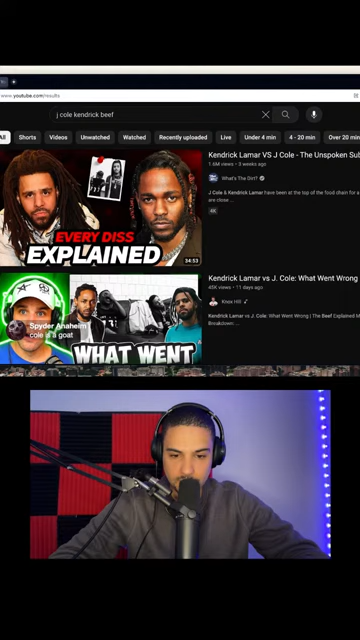 www.youtube.com/results
j cole kendrick beef
All
Shorts
Videos
Unwatched
Watched
Recently uploaded
Live
Under 4 min
4 - 20 min
Over 20 min
EVERY DISS
EXPLAINED
34:53
Kendrick Lamar VS J Cole - The Unspoken Sub
1.6M views • 3 weeks ago
What's The Dirt?
J Cole & Kendrick Lamar have been at the top of the food chain for a
are close ...
4K
Spyder Anaheim
cole is a goat
WHAT WENT
Kendrick Lamar vs J. Cole: What Went Wrong
45K views • 11 days ago
Knox Hill
Kendrick Lamar vs. J. Cole: What Went Wrong | The Beef Explained M
Breakdown ...